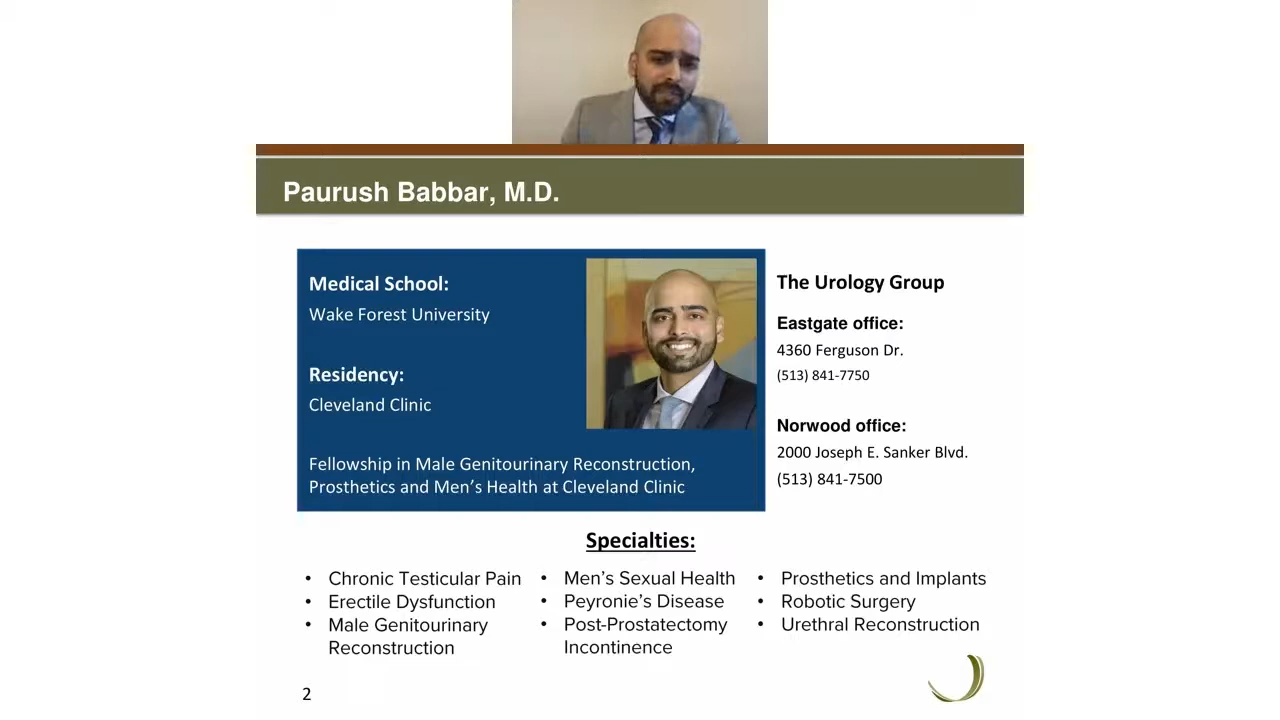 Paurush Babbar, M.D.
Medical School:
Wake Forest University
Residency:
Cleveland Clinic
Fellowship in Male Genitourinary Reconstruction,
Prosthetics and Men's Health at Cleveland Clinic
The Urology Group
Eastgate office:
4360 Ferguson Dr.
(513) 841-7750
Norwood office:
2000 Joseph E. Sanker Blvd.
(513) 841-7500
Specialties:
• Chronic Testicular Pain
• Erectile Dysfunction
• Male Genitourinary
Reconstruction
• Men's Sexual Health
• Peyronie's Disease
• Post-Prostatectomy
Incontinence
• Prosthetics and Implants
• Robotic Surgery
• Urethral Reconstruction
2